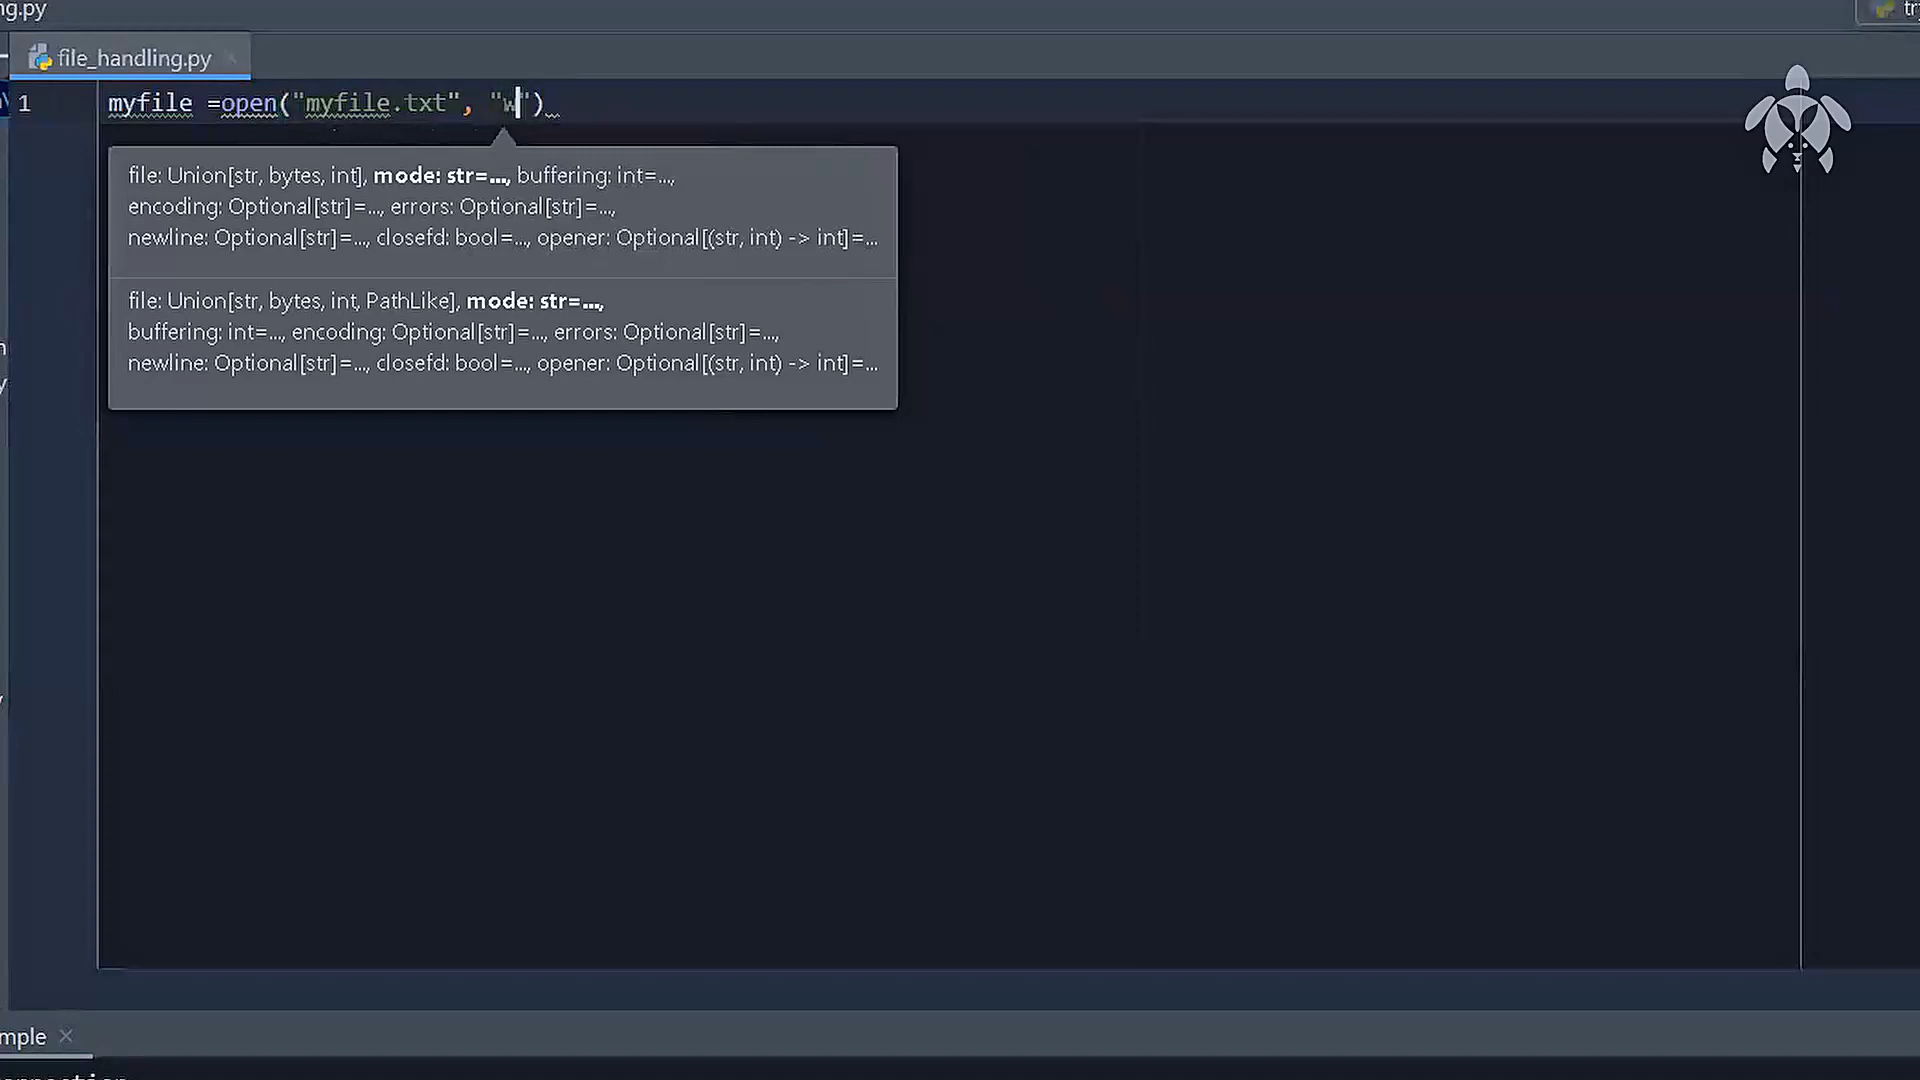 ng.py
file_handling.py
1 myfile =open("myfile.txt", "w")
file: Union[str, bytes, int], mode: str=..., buffering: int=...,
encoding: Optional[str]=..., errors: Optional[str]=...,
newline: Optional[str]=..., closefd: bool=..., opener: Optional[(str, int) -> int]=...
file: Union[str, bytes, int, PathLike], mode: str=...,
buffering: int=..., encoding: Optional[str]=..., errors: Optional[str]=...,
newline: Optional[str]=..., closefd: bool=..., opener: Optional[(str, int) -> int]=...
mple